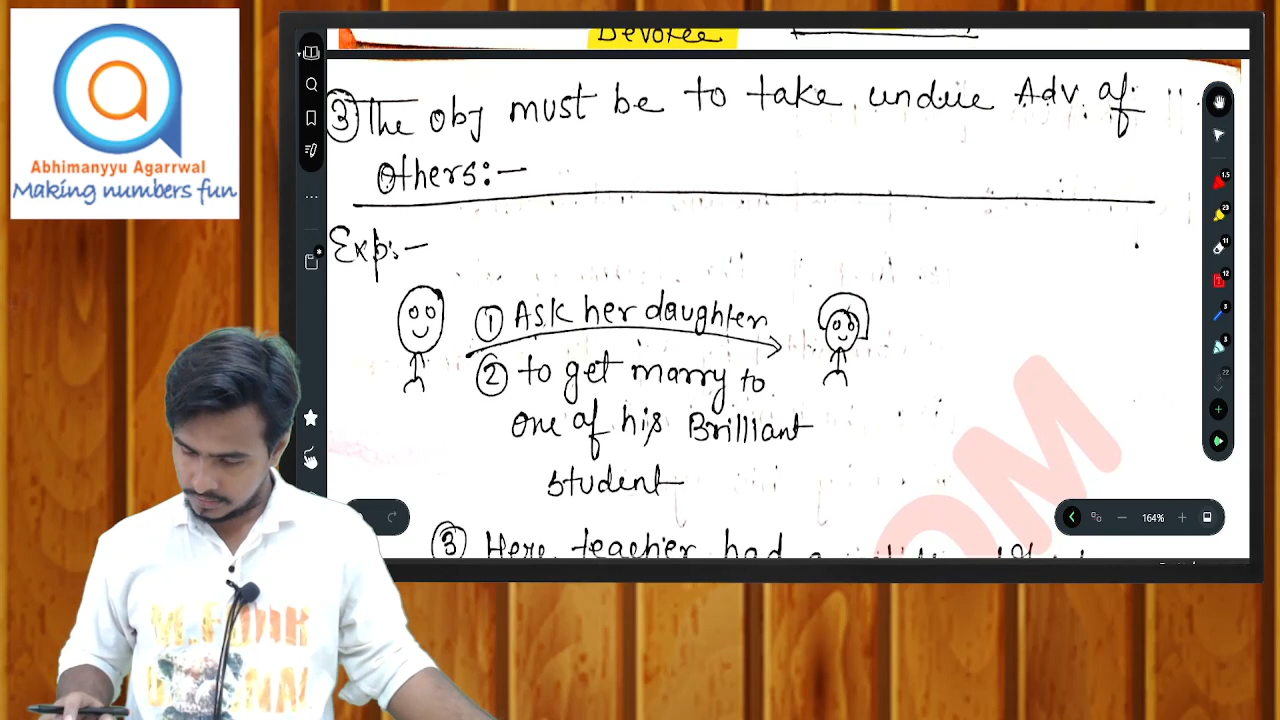 Abhimanyyu Agarrwal
Making numbers fun
Devotee
③ The obj must be to take undue Adv. of
others:-
Exp:-
① Ask her daughter
② to get marry to
one of his Brilliant
student
③ Here teacher had a
OM
164%